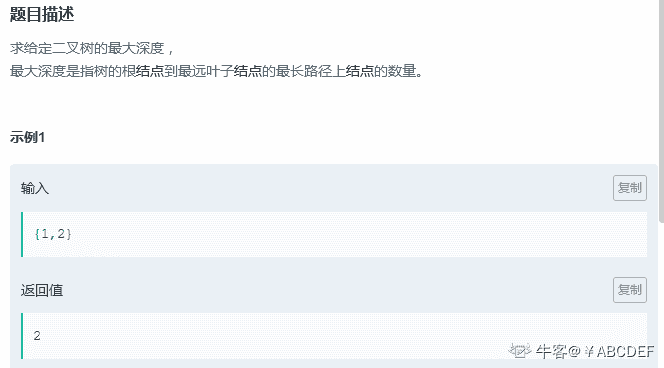 题目描述
求给定二叉树的最大深度，
最大深度是指树的根结点到最远叶子结点的最长路径上结点的数量。
示例1
输入
复制
{1,2}
返回值
复制
2
牛客@￥ABCDEF